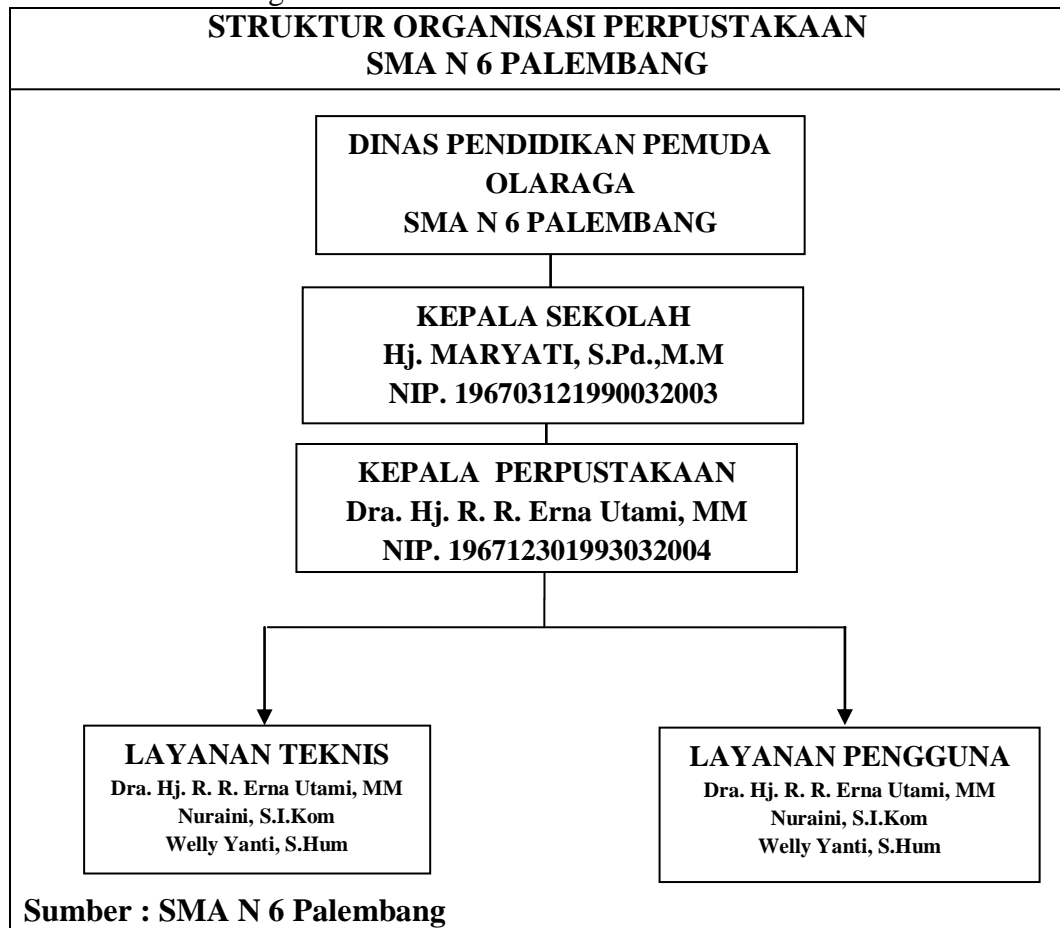 STRUKTUR ORGANISASI PERPUSTAKAAN
SMA N 6 PALEMBANG
DINAS PENDIDIKAN PEMUDA
OLARAGA
SMA N 6 PALEMBANG
KEPALA SEKOLAH
Hj. MARYATI, S.Pd.,M.M
NIP. 196703121990032003
KEPALA PERPUSTAKAAN
Dra. Hj. R. R. Erna Utami, MM
NIP. 196712301993032004
LAYANAN TEKNIS
Dra. Hj. R. R. Erna Utami, MM
Nuraini, S.I.Kom
Welly Yanti, S.Hum
LAYANAN PENGGUNA
Dra. Hj. R. R. Erna Utami, MM
Nuraini, S.I.Kom
Welly Yanti, S.Hum
Sumber : SMA N 6 Palembang